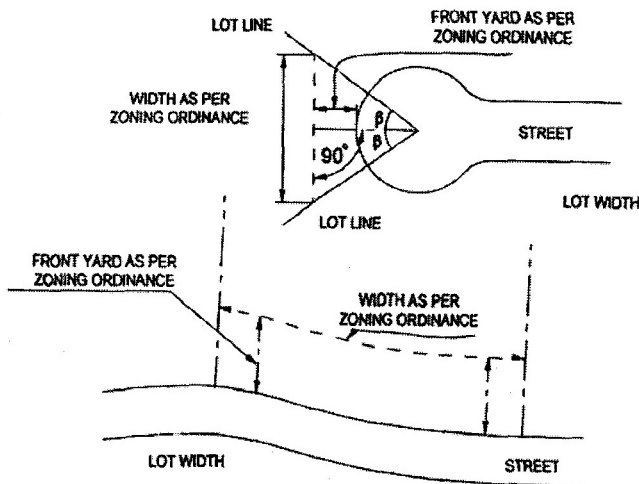 FRONT YARD AS PER
ZONING ORDINANCE
LOT LINE
WIDTH AS PER
ZONING ORDINANCE
β
β
90°
STREET
LOT WIDTH
LOT LINE
FRONT YARD AS PER
ZONING ORDINANCE
WIDTH AS PER
ZONING ORDINANCE
LOT WIDTH
STREET